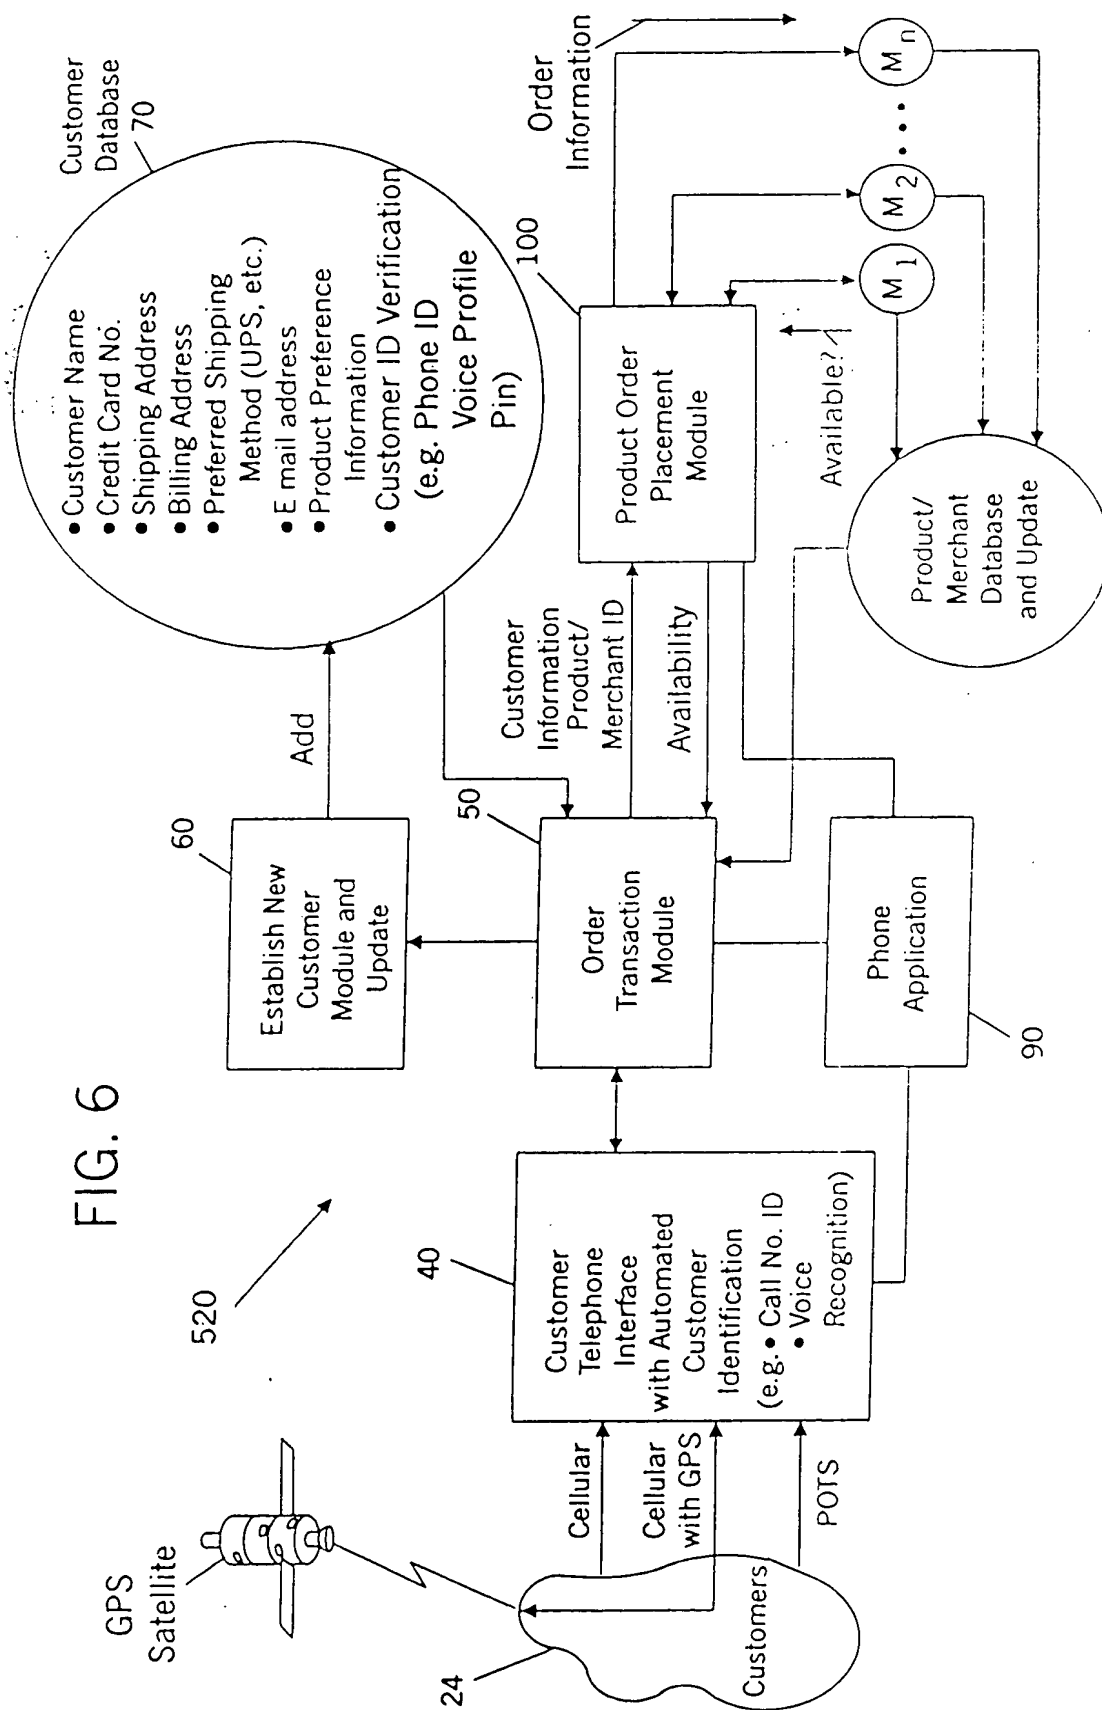 FIG. 6
520
GPS
Satellite
24
Customers
Cellular
Cellular
with GPS
POTS
40
Customer
Telephone
Interface
with Automated
Customer
Identification
(e.g. • Call No. ID
• Voice
Recognition)
60
Establish New
Customer
Module and
Update
Add
50
Order
Transaction
Module
Phone
Application
90
Customer
Database
70
• Customer Name
• Credit Card No.
• Shipping Address
• Billing Address
• Preferred Shipping
Method (UPS, etc.)
• E mail address
• Product Preference
Information
• Customer ID Verification
(e.g. Phone ID
Voice Profile
Pin)
Customer
Information
Product/
Merchant ID
Availability
100
Product Order
Placement
Module
Order
Information
Available?
M1
M2
• • • •
Mn
Product/
Merchant
Database
and Update